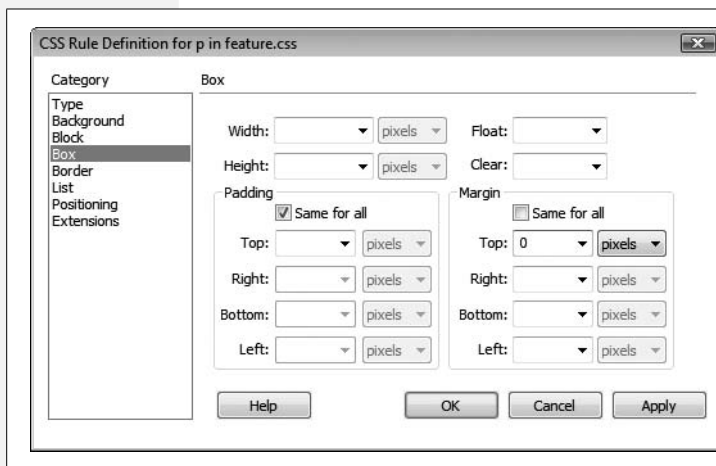 CSS Rule Definition for p in feature.css
Category
Box
Type
Background
Block
Box
Border
List
Positioning
Extensions
Width: pixels Float:
Height: pixels Clear:
Padding Margin
Same for all Same for all
Top: pixels Top: 0 pixels
Right: pixels Right: pixels
Bottom: pixels Bottom: pixels
Left: pixels Left: pixels
Help OK Cancel Apply